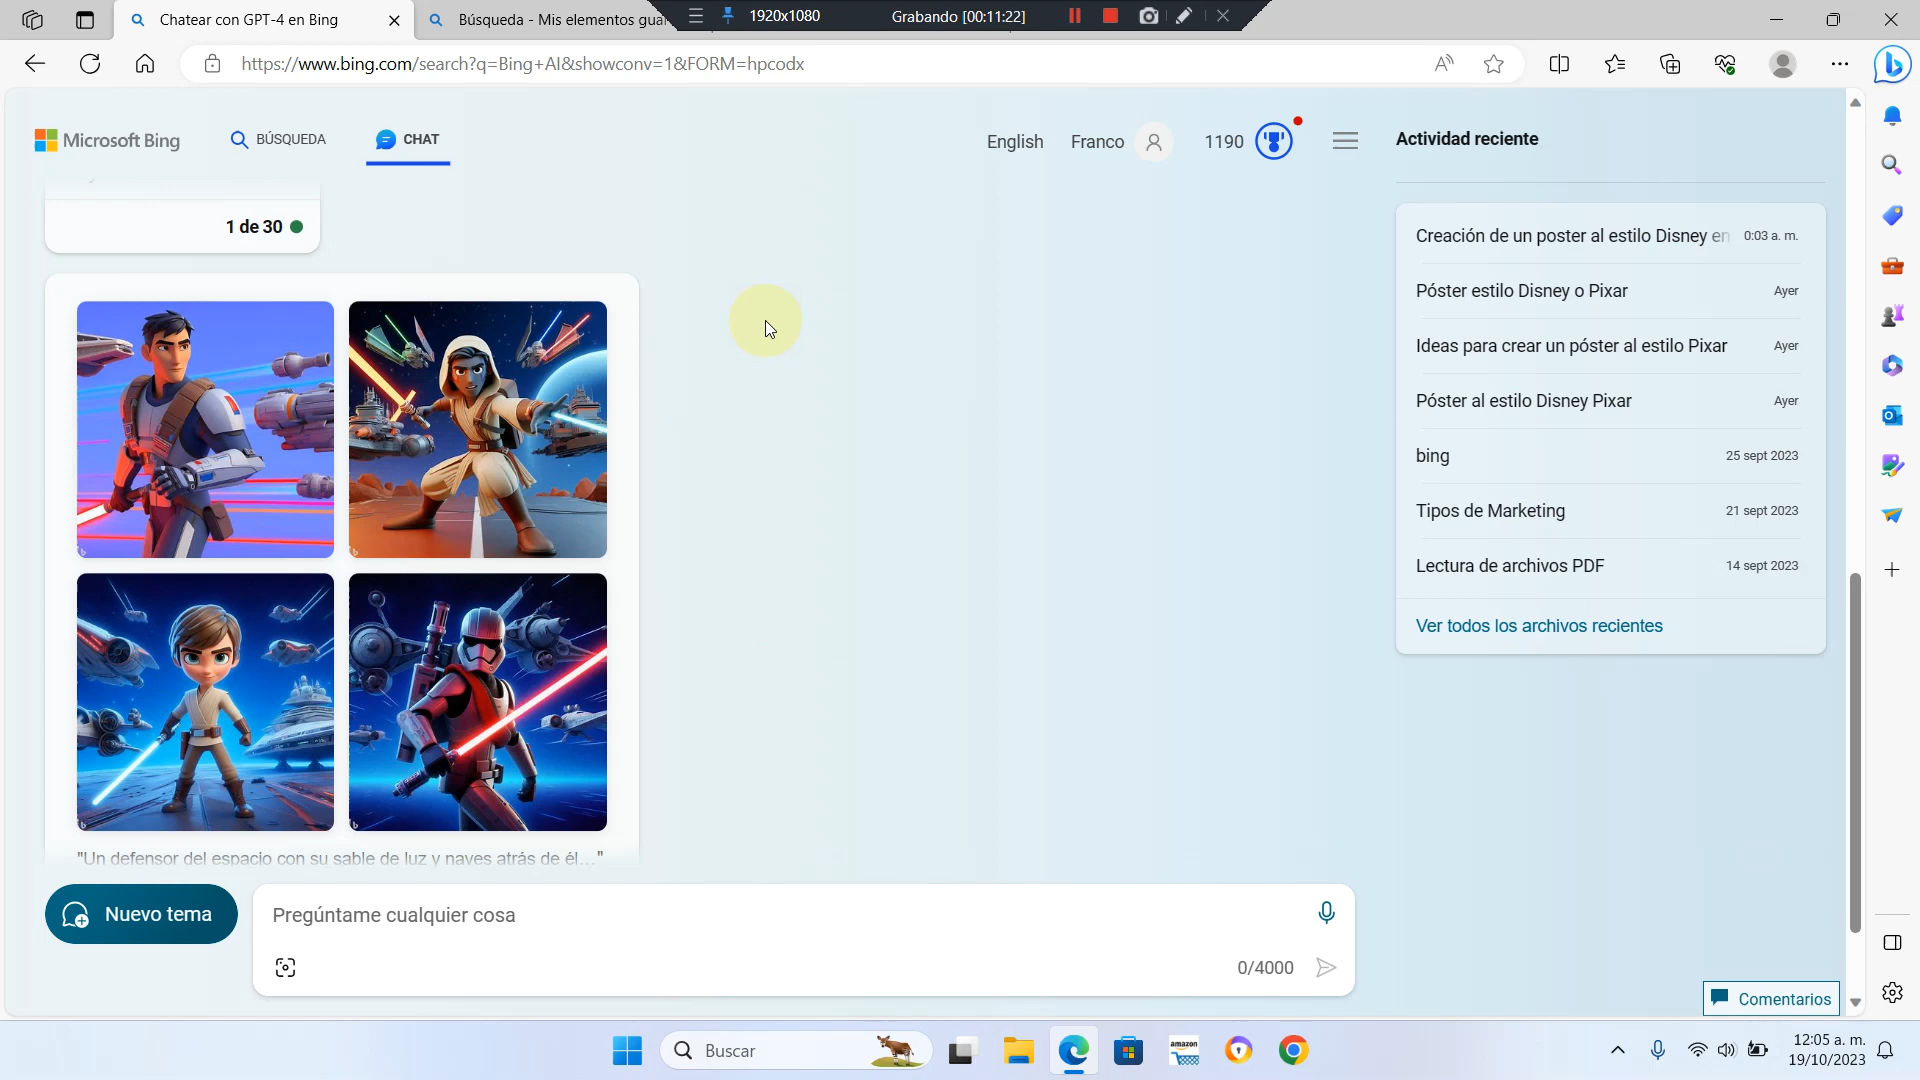 Chatear con GPT-4 en Bing
Búsqueda - Mis elementos gua
1920x1080
Grabando [00:11:22]
https://www.bing.com/search?q=Bing+AI&showconv=1&FORM=hpcodx
Microsoft Bing
BÚSQUEDA
CHAT
English
Franco
1190
Actividad reciente
1 de 30
Creación de un poster al estilo Disney en
0:03 a. m.
Póster estilo Disney o Pixar
Ayer
Ideas para crear un póster al estilo Pixar
Ayer
Póster al estilo Disney Pixar
Ayer
bing
25 sept 2023
Tipos de Marketing
21 sept 2023
Lectura de archivos PDF
14 sept 2023
Ver todos los archivos recientes
"Un defensor del espacio con su sable de luz y naves atrás de él..."
Nuevo tema
Pregúntame cualquier cosa
0/4000
Comentarios
Buscar
amazon
12:05 a. m.
19/10/2023